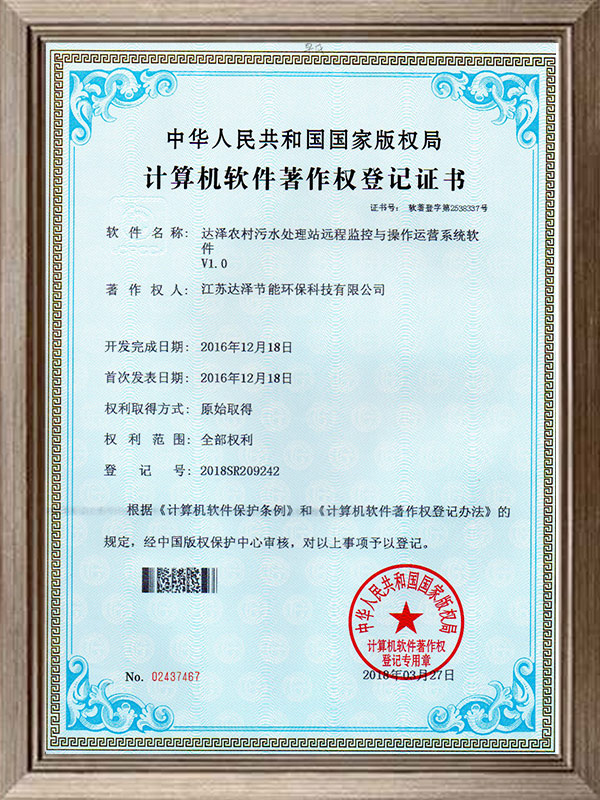 中华人民共和国国家版权局
计算机软件著作权登记证书
证书号： 软著登字第2538337号
软件名称： 达泽农村污水处理站远程监控与操作运营系统软
件
V1.0
著作权人： 江苏达泽节能环保科技有限公司
开发完成日期： 2016年12月18日
首次发表日期： 2016年12月18日
权利取得方式： 原始取得
权利范围： 全部权利
登记号： 2018SR209242
根据《计算机软件保护条例》和《计算机软件著作权登记办法》的
规定，经中国版权保护中心审核，对以上事项予以登记。
中华人民共和国国家版权局
计算机软件著作权
登记专用章
No. 02437467
2018年03月27日